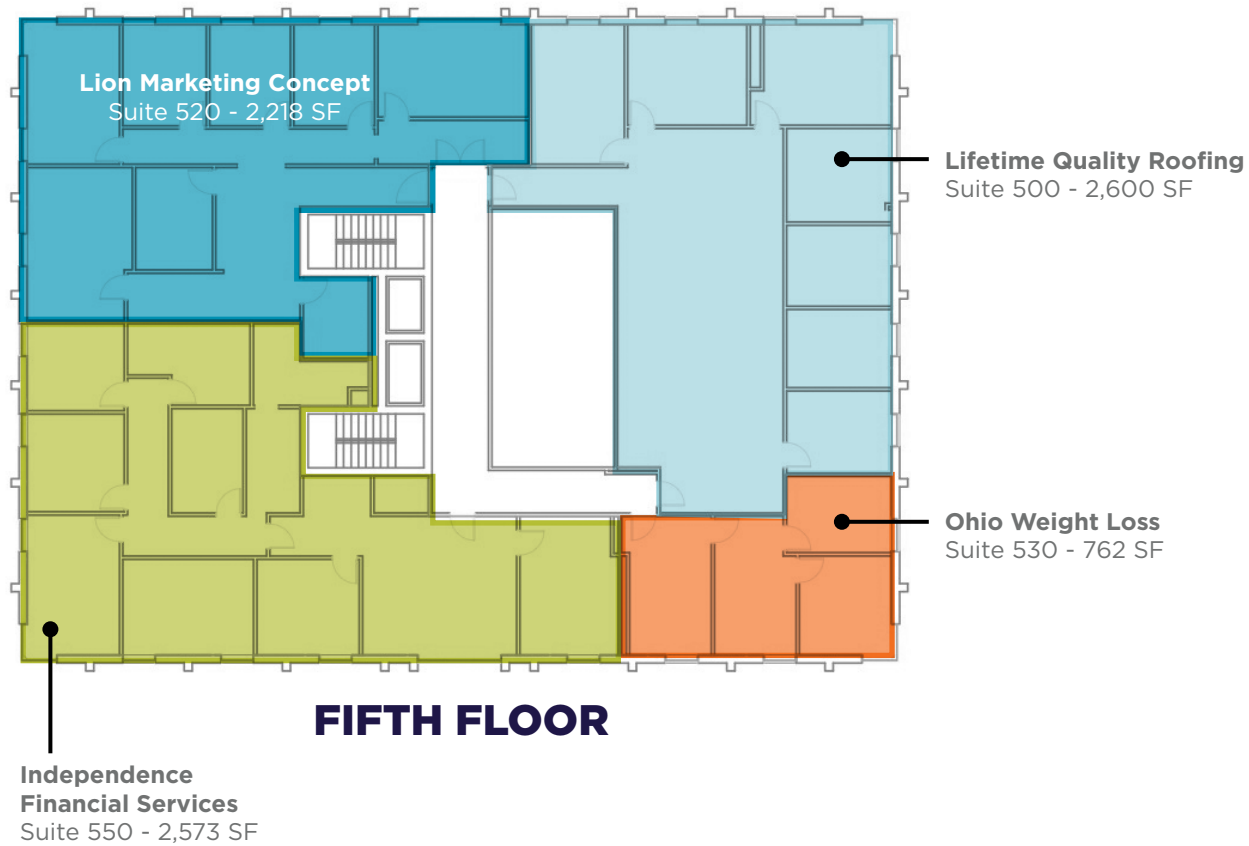 Lion Marketing Concept
Suite 520 - 2,218 SF
Lifetime Quality Roofing
Suite 500 - 2,600 SF
Ohio Weight Loss
Suite 530 - 762 SF
FIFTH FLOOR
Independence
Financial Services
Suite 550 - 2,573 SF